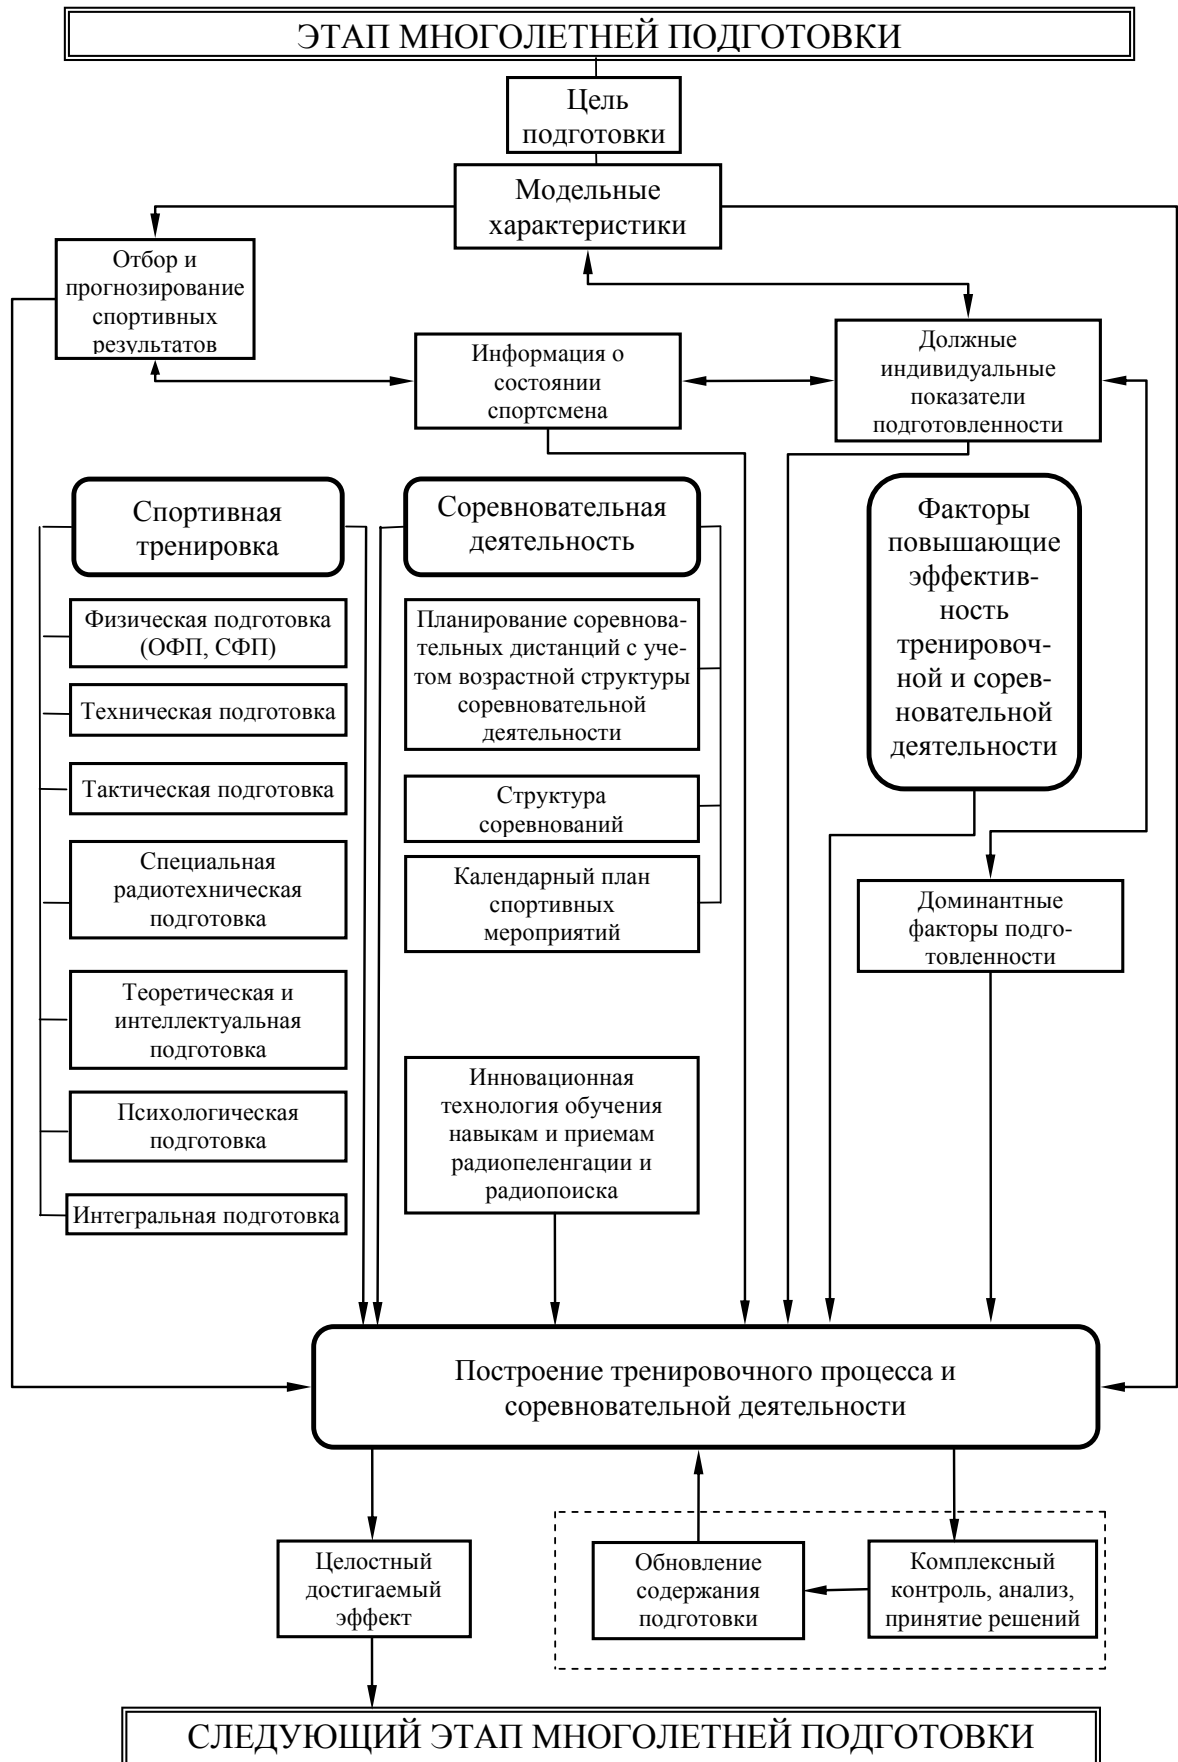 ЭТАП МНОГОЛЕТНЕЙ ПОДГОТОВКИ
Цель
подготовки
Модельные
характеристики
Отбор и
прогнозирование
спортивных
результатов
Информация о
состоянии
спортсмена
Должные
индивидуальные
показатели
подготовленности
Спортивная
тренировка
Физическая подготовка
(ОФП, СФП)
Техническая подготовка
Тактическая подготовка
Специальная
радиотехническая
подготовка
Теоретическая и
интеллектуальная
подготовка
Психологическая
подготовка
Интегральная подготовка
Соревновательная
деятельность
Планирование соревнова-
тельных дистанций с уче-
том возрастной структуры
соревновательной
деятельности
Структура
соревнований
Календарный план
спортивных
мероприятий
Инновационная
технология обучения
навыкам и приемам
радиопеленгации и
радиопоиска
Факторы
повышающие
эффектив-
ность
тренировоч-
ной и сорев-
новательной
деятельности
Доминантные
факторы подго-
товленности
Построение тренировочного процесса и
соревновательной деятельности
Целостный
достигаемый
эффект
Обновление
содержания
подготовки
Комплексный
контроль, анализ,
принятие решений
СЛЕДУЮЩИЙ ЭТАП МНОГОЛЕТНЕЙ ПОДГОТОВКИ